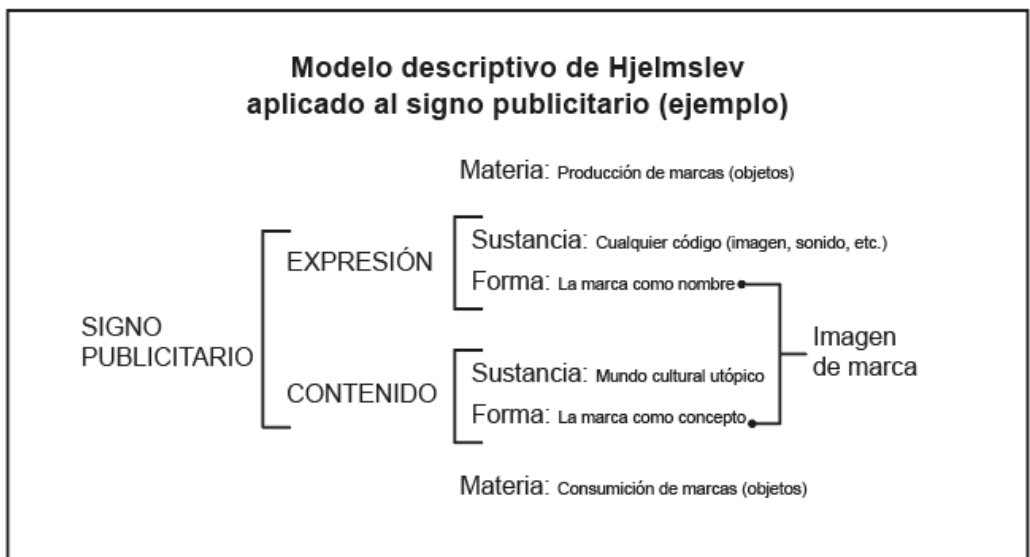 Modelo descriptivo de Hjelmslev
aplicado al signo publicitario (ejemplo)
Materia: Producción de marcas (objetos)
SIGNO
PUBLICITARIO
EXPRESIÓN
Sustancia: Cualquier código (imagen, sonido, etc.)
Forma: La marca como nombre
CONTENIDO
Sustancia: Mundo cultural utópico
Forma: La marca como concepto
Imagen
de marca
Materia: Consumición de marcas (objetos)